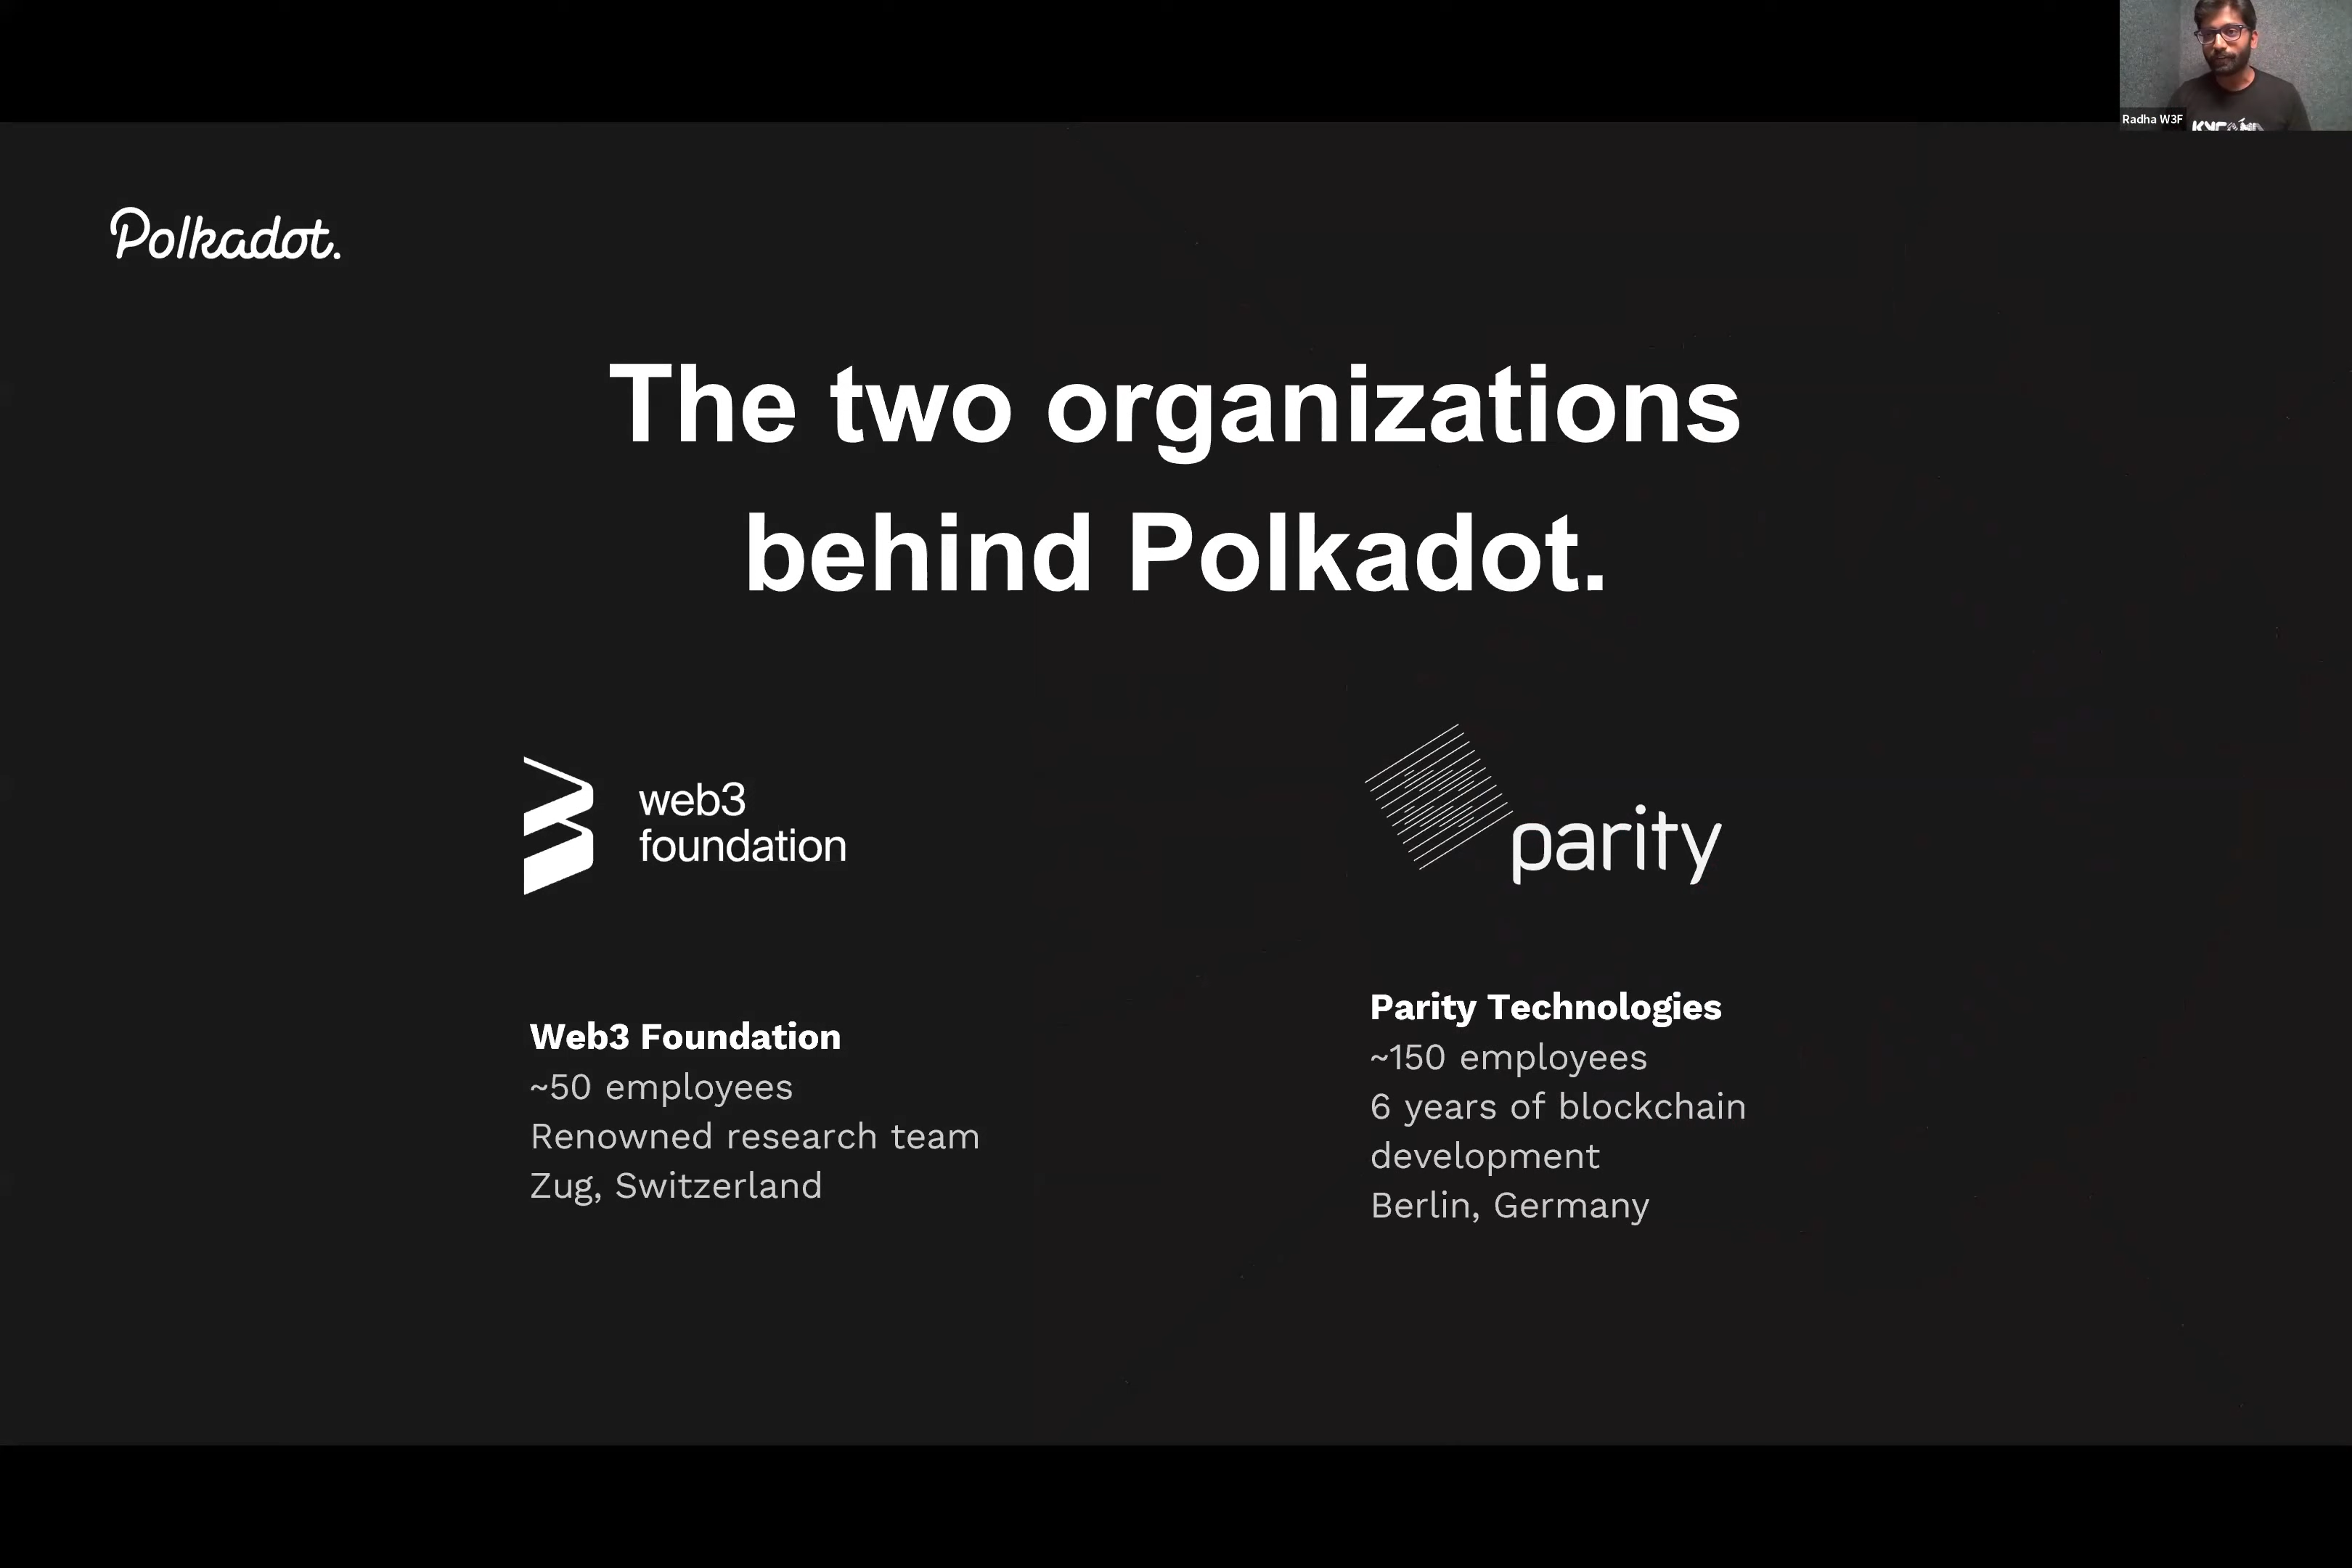 Radha W3F
Polkadot.
The two organizations
behind Polkadot.
web3
foundation
parity
Web3 Foundation
~50 employees
Renowned research team
Zug, Switzerland
Parity Technologies
~150 employees
6 years of blockchain
development
Berlin, Germany